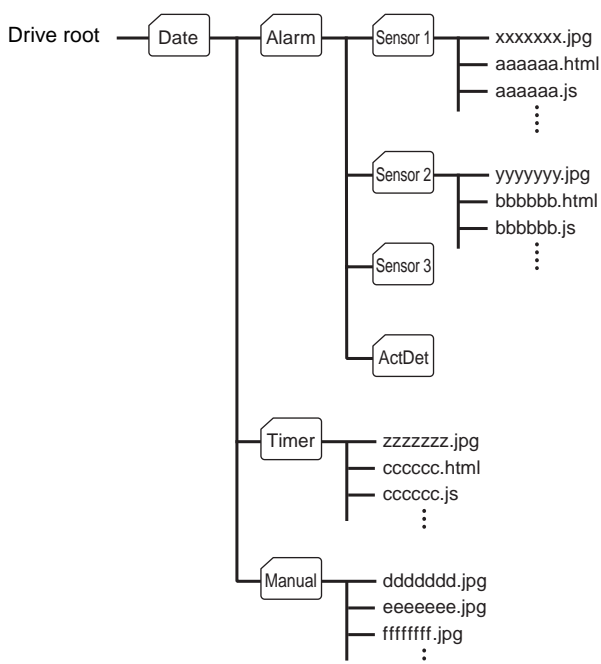 Drive root
Date
Alarm
Sensor 1
xxxxxxx.jpg
aaaaaa.html
aaaaaa.js
Sensor 2
yyyyyyy.jpg
bbbbbb.html
bbbbbb.js
Sensor 3
ActDet
Timer
zzzzzzz.jpg
cccccc.html
cccccc.js
Manual
ddddddd.jpg
eeeeeee.jpg
ffffffff.jpg